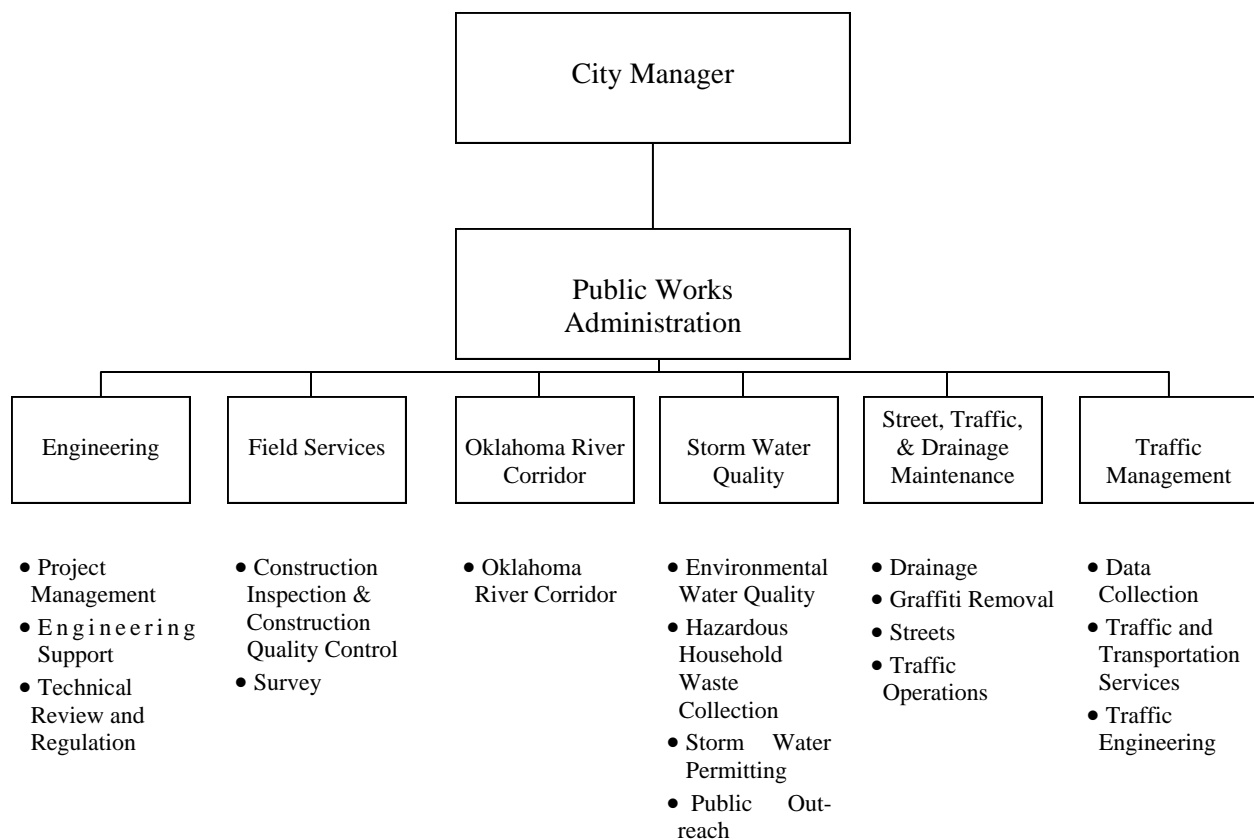 City Manager
Public Works
Administration
Engineering
Field Services
Oklahoma River
Corridor
Storm Water
Quality
Street, Traffic,
& Drainage
Maintenance
Traffic
Management
• Project
Management
• Engineering
Support
• Technical
Review and
Regulation
• Construction
Inspection &
Construction
Quality Control
• Survey
• Oklahoma
River Corridor
• Environmental
Water Quality
• Hazardous
Household
Waste
Collection
• Storm Water
Permitting
• Public Out-
reach
• Drainage
• Graffiti Removal
• Streets
• Traffic
Operations
• Data
Collection
• Traffic and
Transportation
Services
• Traffic
Engineering